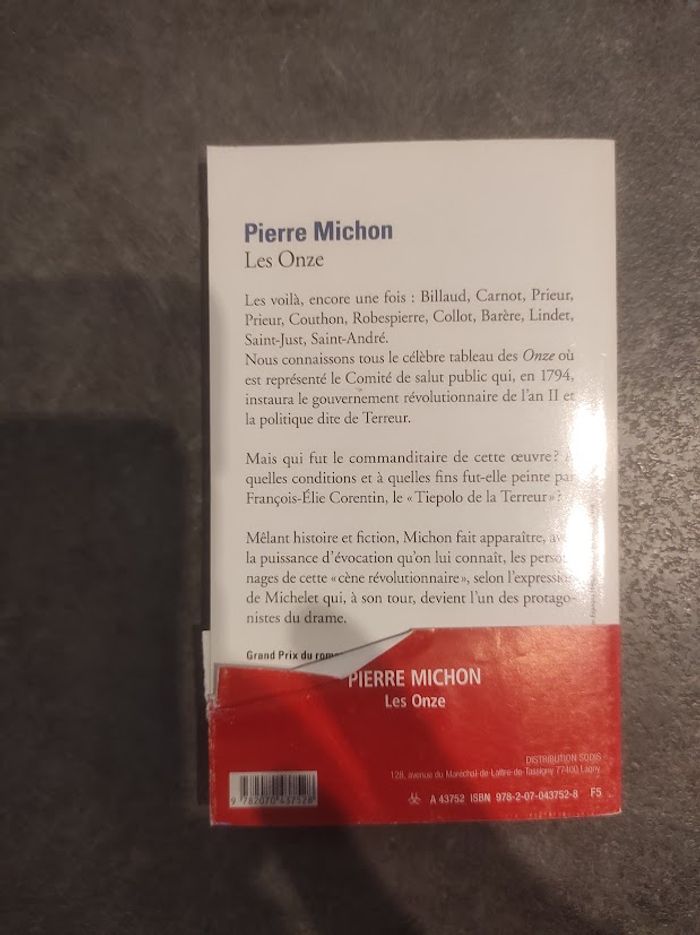 Pierre Michon
Les Onze
Les voilà, encore une fois : Billaud, Carnot, Prieur,
Prieur, Couthon, Robespierre, Collot, Barère, Lindet,
Saint-Just, Saint-André.
Nous connaissons tous le célèbre tableau des Onze où
est représenté le Comité de salut public qui, en 1794,
instaura le gouvernement révolutionnaire de l'an II et
la politique dite de Terreur.
Mais qui fut le commanditaire de cette œuvre ?
quelles conditions et à quelles fins fut-elle peinte par
François-Élie Corentin, le « Tiepolo de la Terreur » ?
Mêlant histoire et fiction, Michon fait apparaître,
la puissance d'évocation qu'on lui connaît, les person-
nages de cette « cène révolutionnaire », selon l'expression
de Michelet qui, à son tour, devient l'un des protago-
nistes du drame.
Grand Prix du
PIERRE MICHON
Les Onze
DISTRIBUTION SODIS
128, avenue du Maréchal-de-Lattre-de-Tassigny 77400 Lagny
9 782070 437528
A 43752 ISBN 978-2-07-043752-8 F5